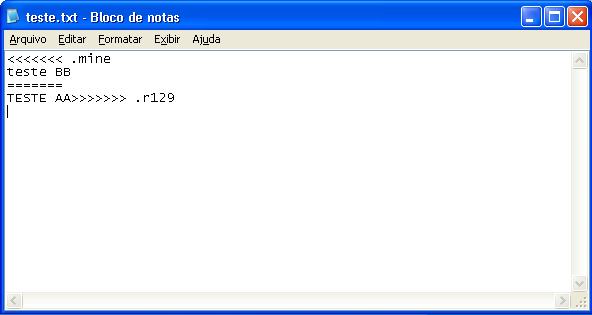 teste.txt - Bloco de notas
Arquivo Editar Formatar Exibir Ajuda
<<<<<<< .mine
teste BB
=======
TESTE AA>>>>>>> .r129